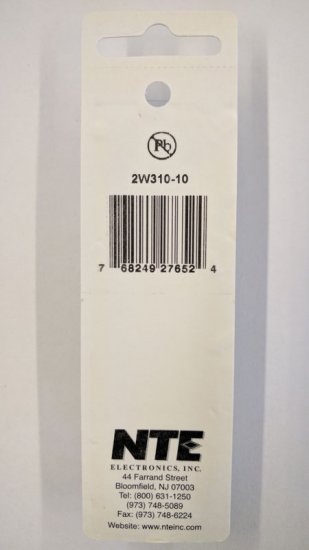 Pb
2W310-10
7 68249 27652 4
NTE
ELECTRONICS, INC.
44 Farrand Street
Bloomfield, NJ 07003
Tel: (800) 631-1250
(973) 748-5089
Fax: (973) 748-6224
Website: www.nteinc.com